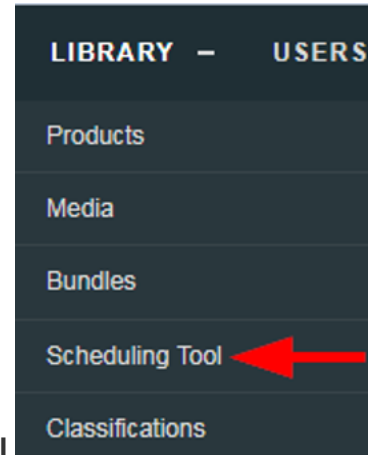 LIBRARY – USERS
Products
Media
Bundles
Scheduling Tool
Classifications